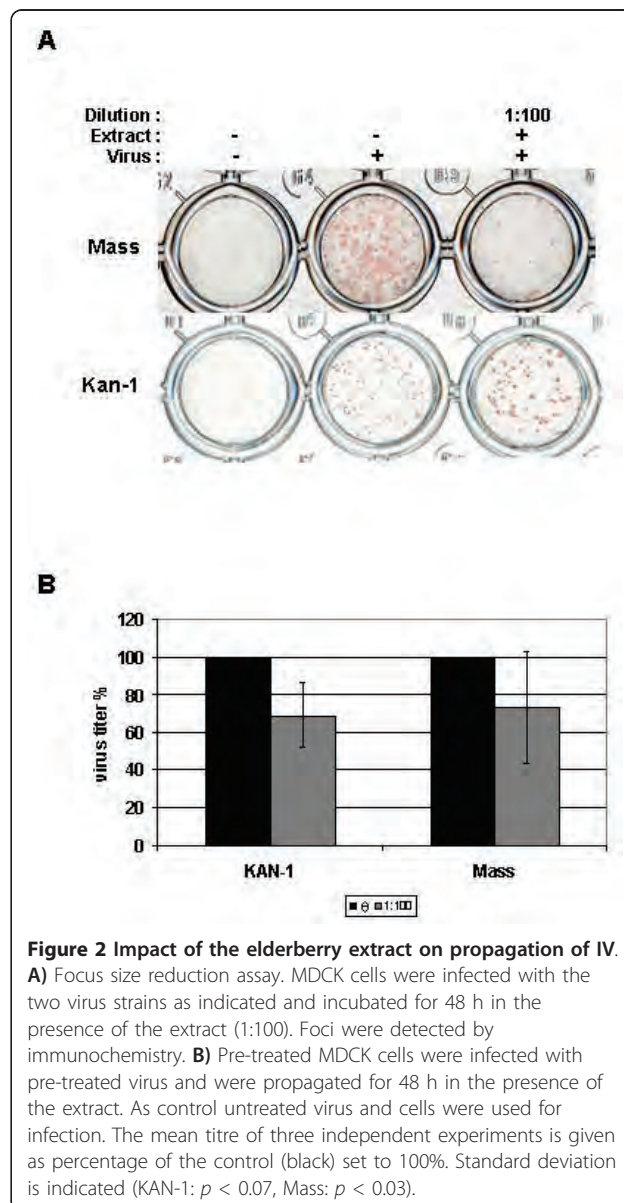 A
Dilution : 1:100
Extract : - - +
Virus : - + +
Mass
Kan-1
B
virus titer %
120
100
80
60
40
20
0
KAN-1 Mass
Figure 2 Impact of the elderberry extract on propagation of IV.
A) Focus size reduction assay. MDCK cells were infected with the
two virus strains as indicated and incubated for 48 h in the
presence of the extract (1:100). Foci were detected by
immunochemistry. B) Pre-treated MDCK cells were infected with
pre-treated virus and were propagated for 48 h in the presence of
the extract. As control untreated virus and cells were used for
infection. The mean titre of three independent experiments is given
as percentage of the control (black) set to 100%. Standard deviation
is indicated (KAN-1: p < 0.07, Mass: p < 0.03).